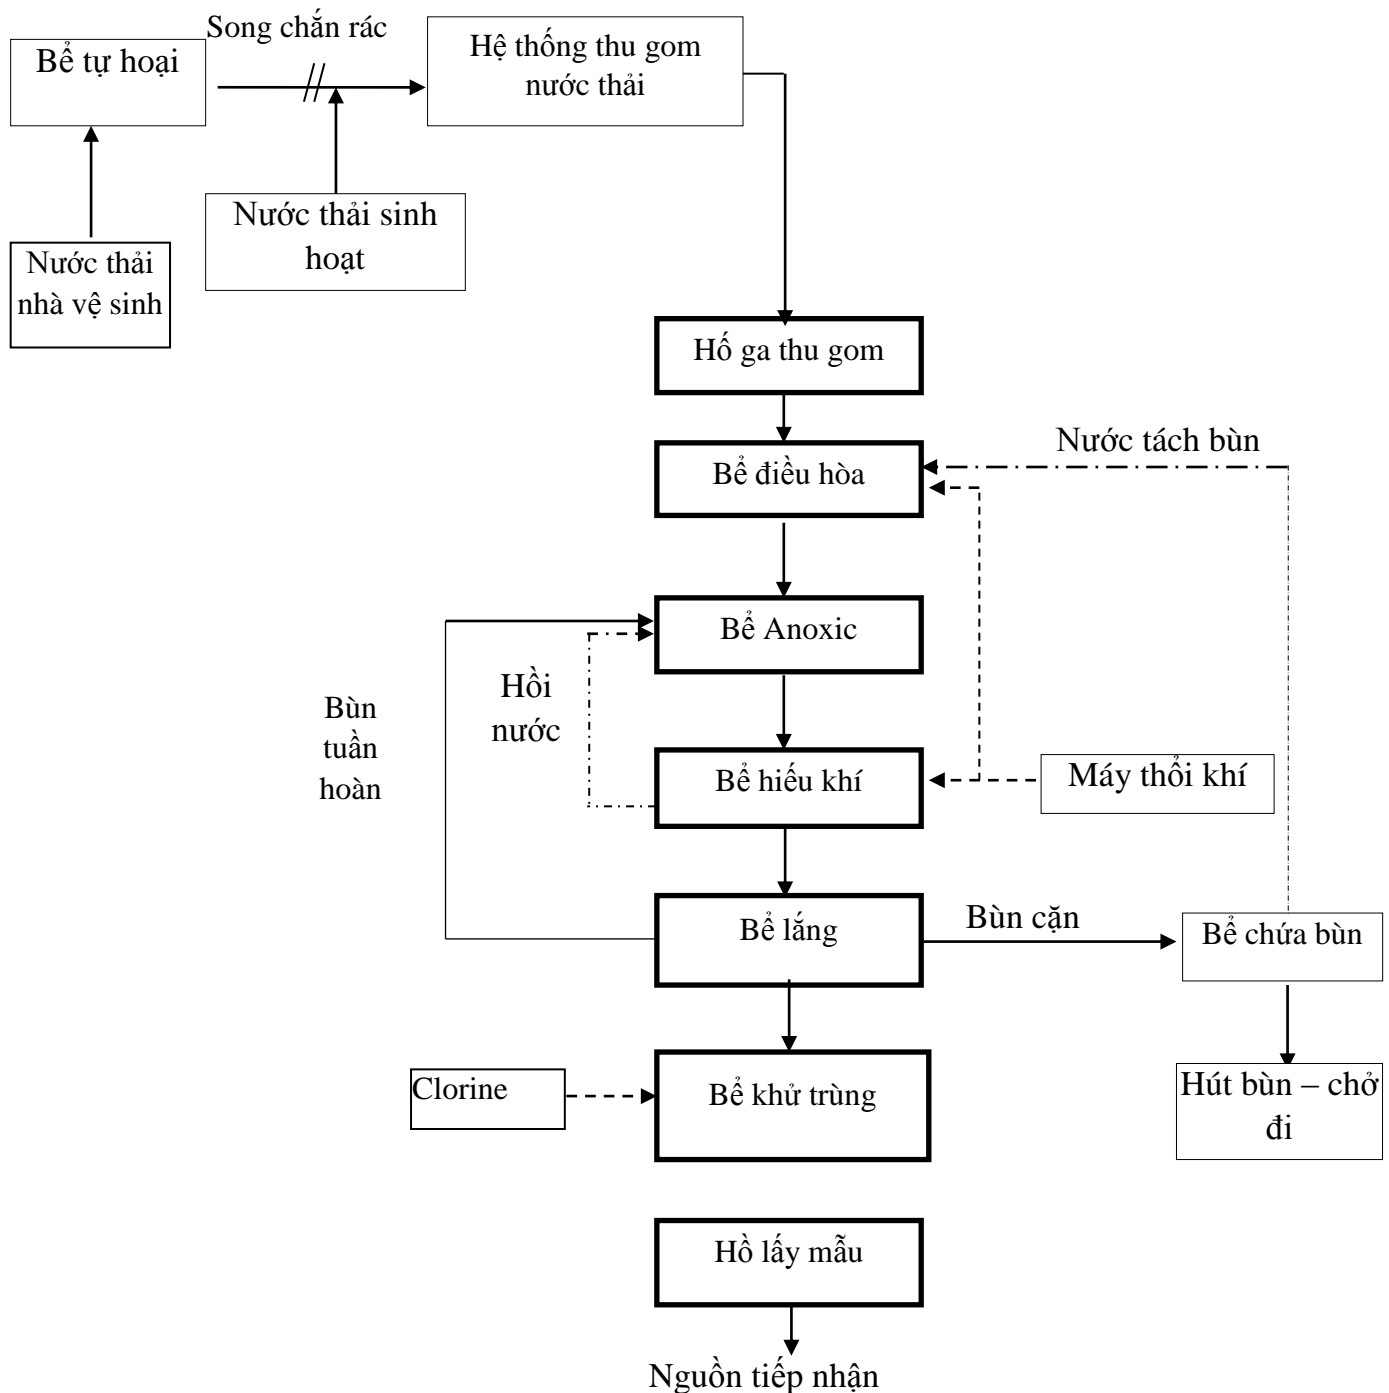 Song chắn rác
Bể tự hoại
Hệ thống thu gom
nước thải
Nước thải sinh
hoạt
Nước thải
nhà vệ sinh
Hố ga thu gom
Nước tách bùn
Bể điều hòa
Bể Anoxic
Hồi
nước
Bùn
tuần
hoàn
Bể hiếu khí
Máy thổi khí
Bể lắng
Bùn cặn
Bể chứa bùn
Clorine
Bể khử trùng
Hút bùn – chở
đi
Hồ lấy mẫu
Nguồn tiếp nhận